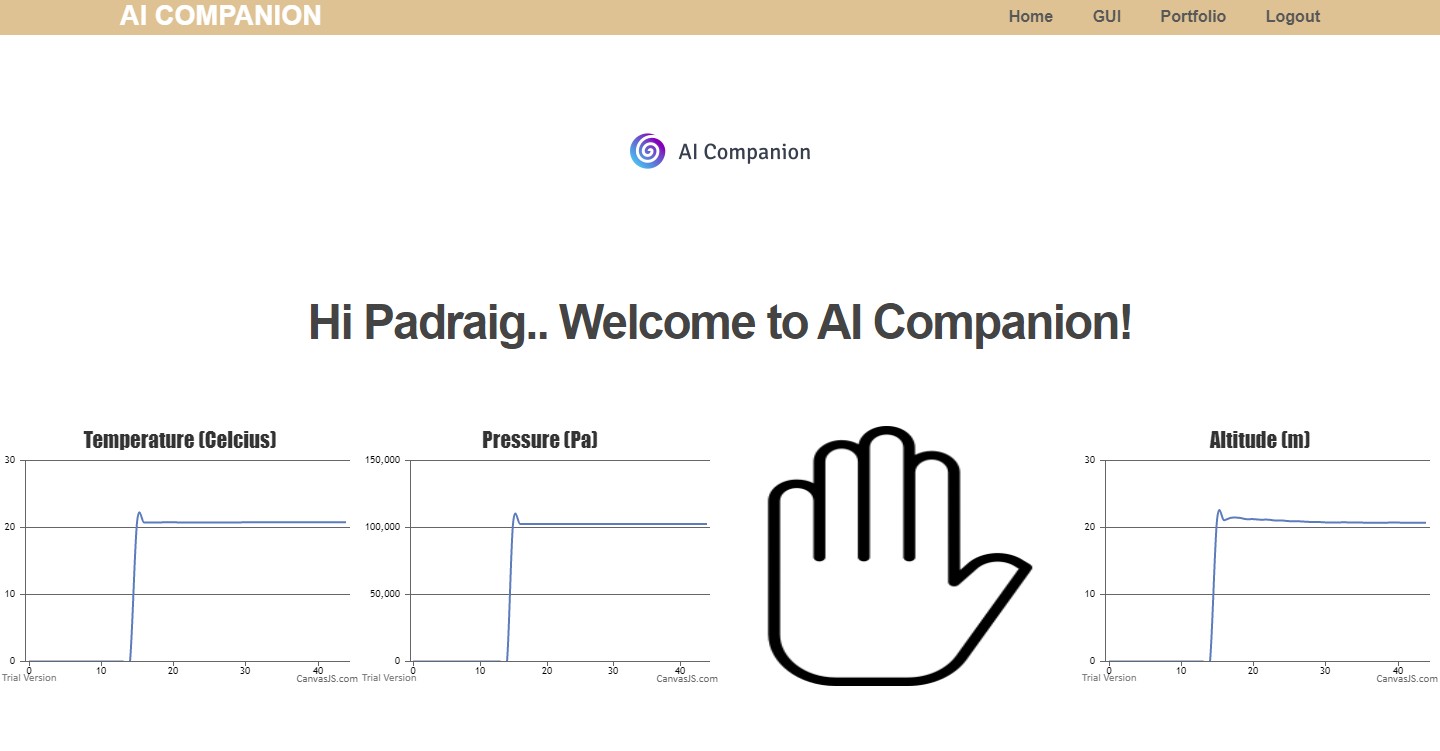 AI COMPANION
Home GUI Portfolio Logout
AI Companion
Hi Padraig.. Welcome to AI Companion!
Temperature (Celcius)
30
20
10
0
0 10 20 30 40
Trial Version
CanvasJS.com
Pressure (Pa)
150,000
100,000
50,000
0
0 10 20 30 40
Trial Version
CanvasJS.com
Altitude (m)
30
20
10
0
0 10 20 30 40
Trial Version
CanvasJS.com